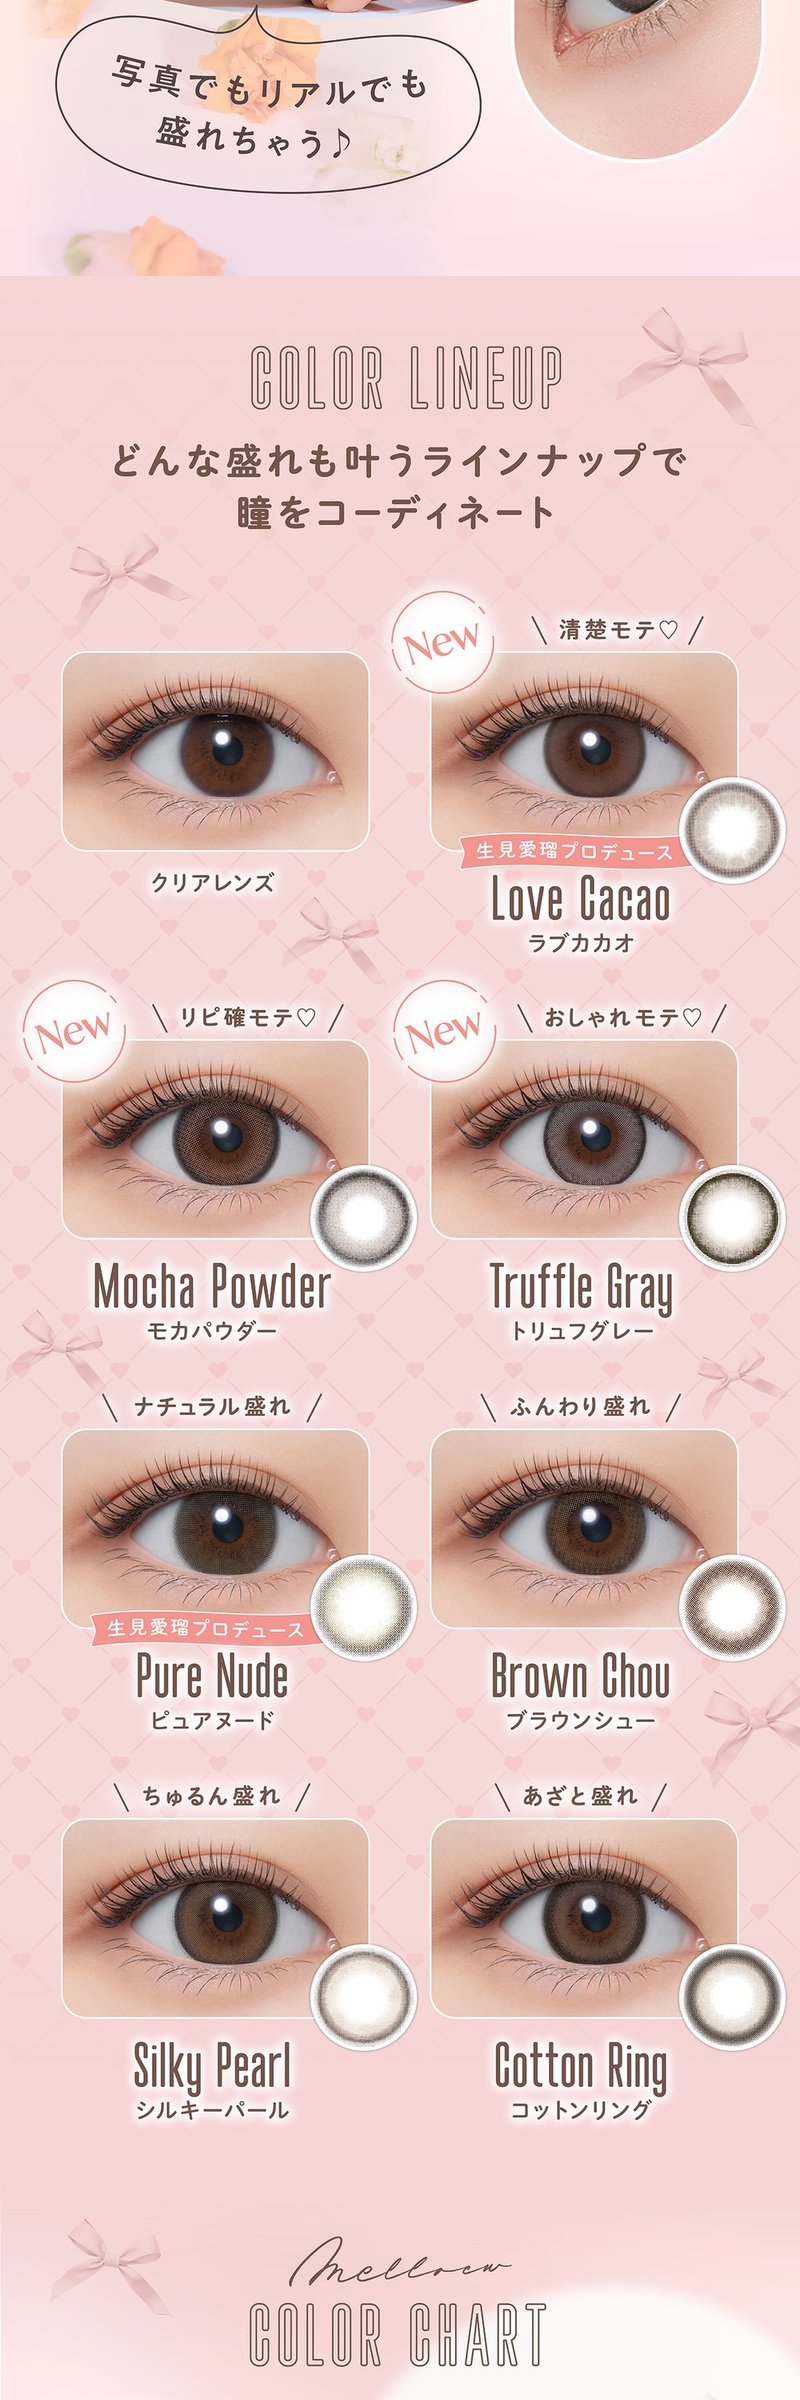 写真でもリアルでも
盛れちゃう♪
COLOR LINEUP
どんな盛れも叶うラインナップで
瞳をコーディネート
クリアレンズ
New
\ 清楚モテ♡ /
生見愛瑠プロデュース
Love Cacao
ラブカカオ
New
\ リピ確モテ♡ /
Mocha Powder
モカパウダー
New
\ おしゃれモテ♡ /
Truffle Gray
トリュフグレー
\ ナチュラル盛れ /
生見愛瑠プロデュース
Pure Nude
ピュアヌード
\ ふんわり盛れ /
Brown Chou
ブラウンシュー
\ ちゅるん盛れ /
Silky Pearl
シルキーパール
\ あざと盛れ /
Cotton Ring
コットンリング
Melloew
COLOR CHART